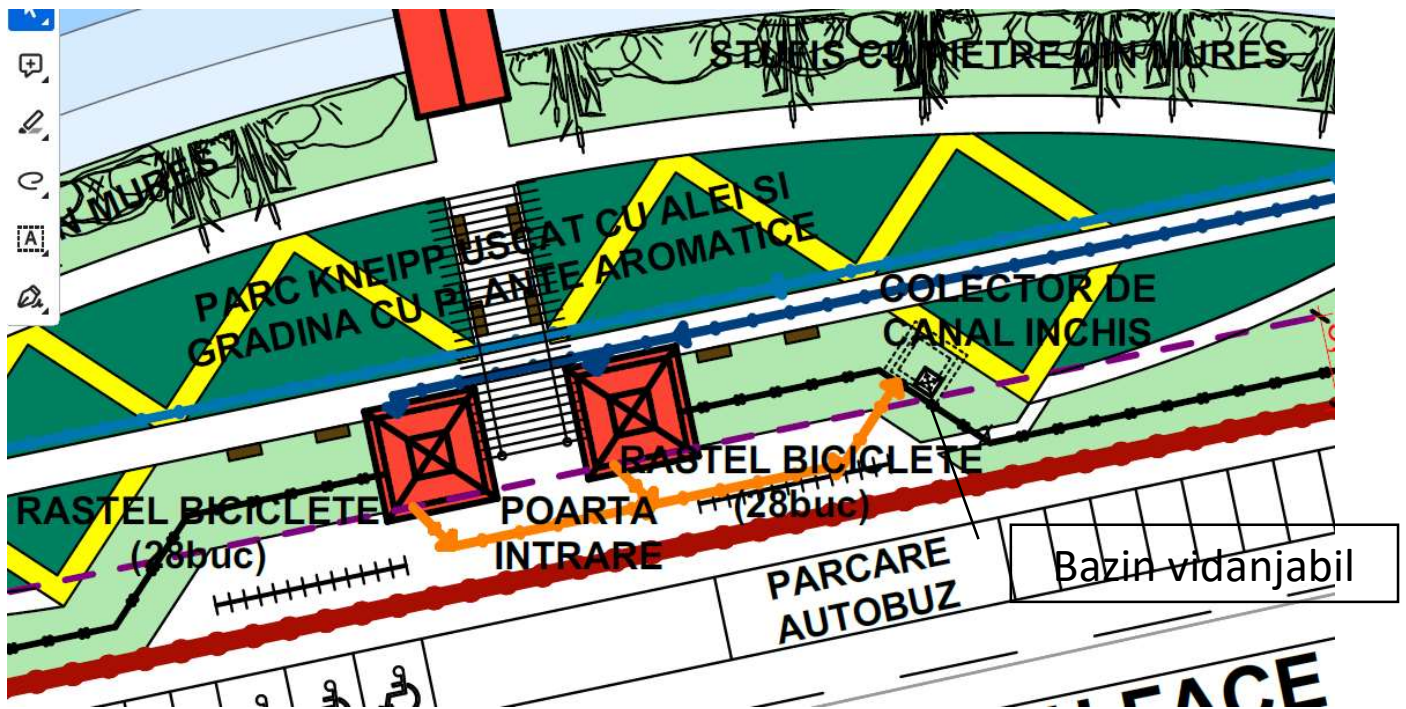 STUFIS CU PIETRE DIN MURES
MURES
PARC KNEIPP USCAT CU ALEI SI
GRADINA CU PLANTE AROMATICE
COLECTOR DE
CANAL INCHIS
RASTEL BICICLETE
(28buc)
RASTEL BICICLETE
(28buc)
POARTA
INTRARE
PARCARE
AUTOBUZ
Bazin vidanjabil
FACE